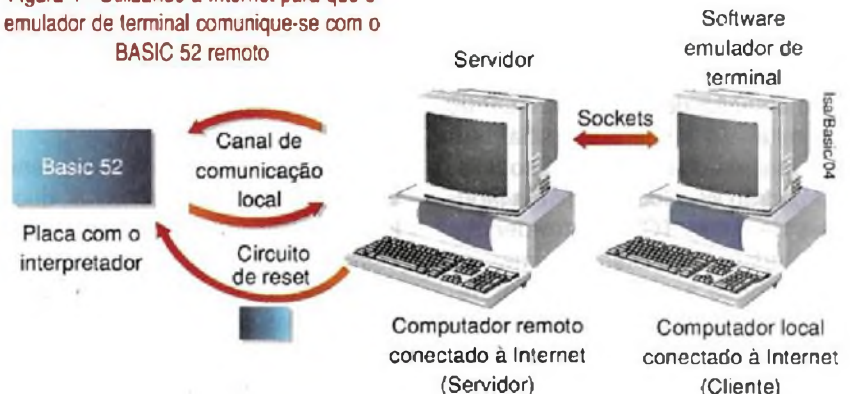 emulador de terminal comunique-se com o
BASIC 52 remoto
Servidor
Software
emulador de
terminal
Sockets
Isa/Basic/04
Basic 52
Canal de
comunicação
local
Placa com o
interpretador
Circuito
de reset
Computador remoto
conectado à Internet
(Servidor)
Computador local
conectado à Internet
(Cliente)